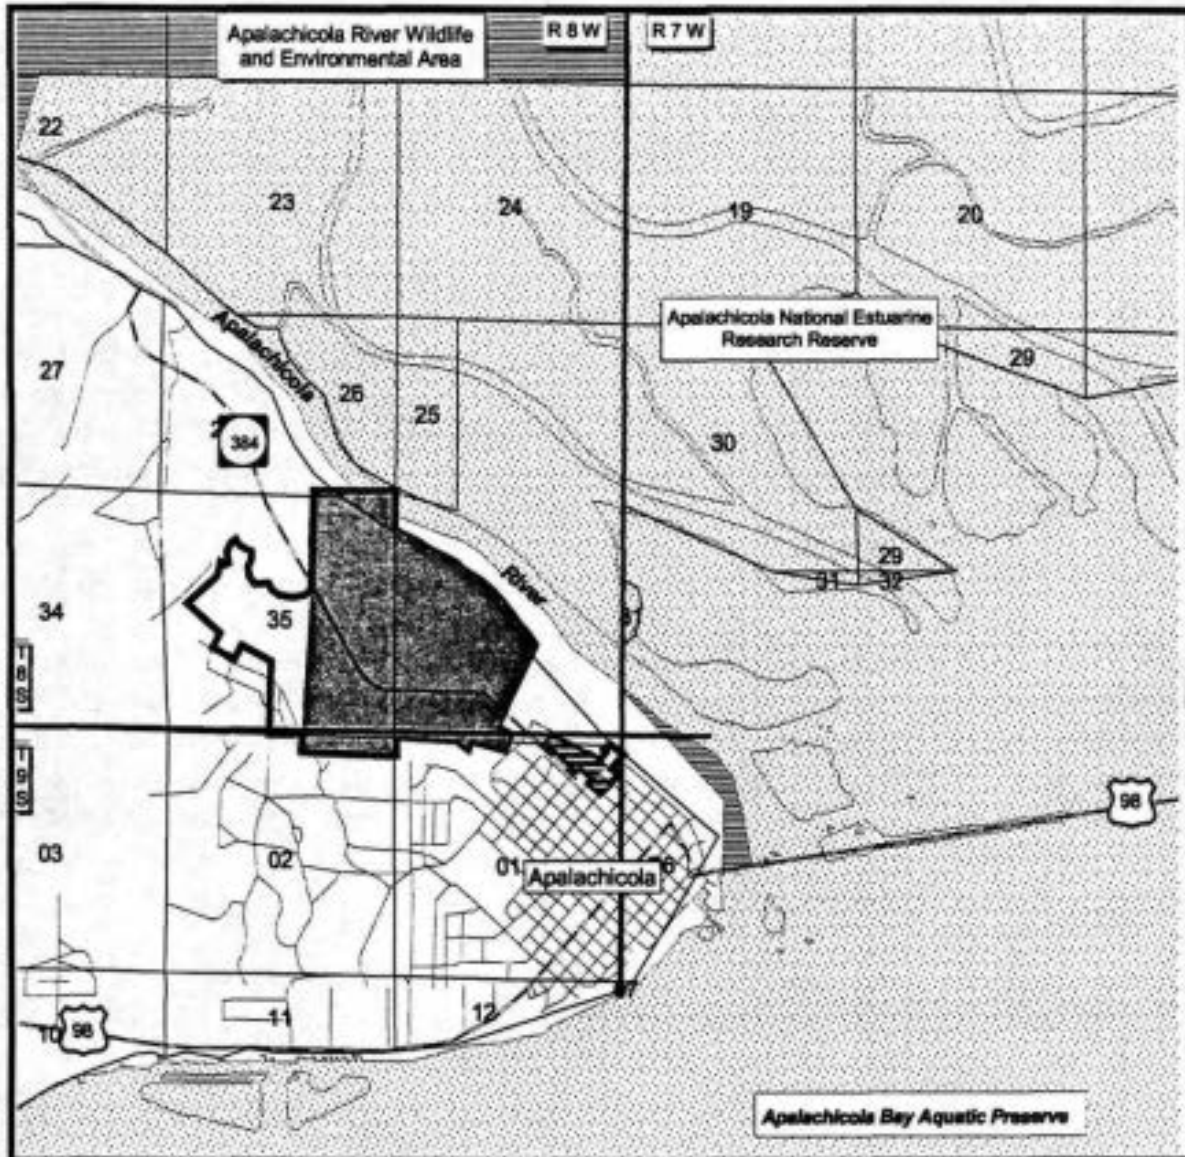 Apalachicola River Wildlife
and Environmental Area
R 8 W
R 7 W
22
23
24
19
20
Apalachicola National Estuarine
Research Reserve
29
27
Apalachicola
26
25
384
30
River
29
31
32
34
35
T
8
S
T
9
S
98
03
02
01
Apalachicola
12
11
98
10
Apalachicola Bay Aquatic Preserve